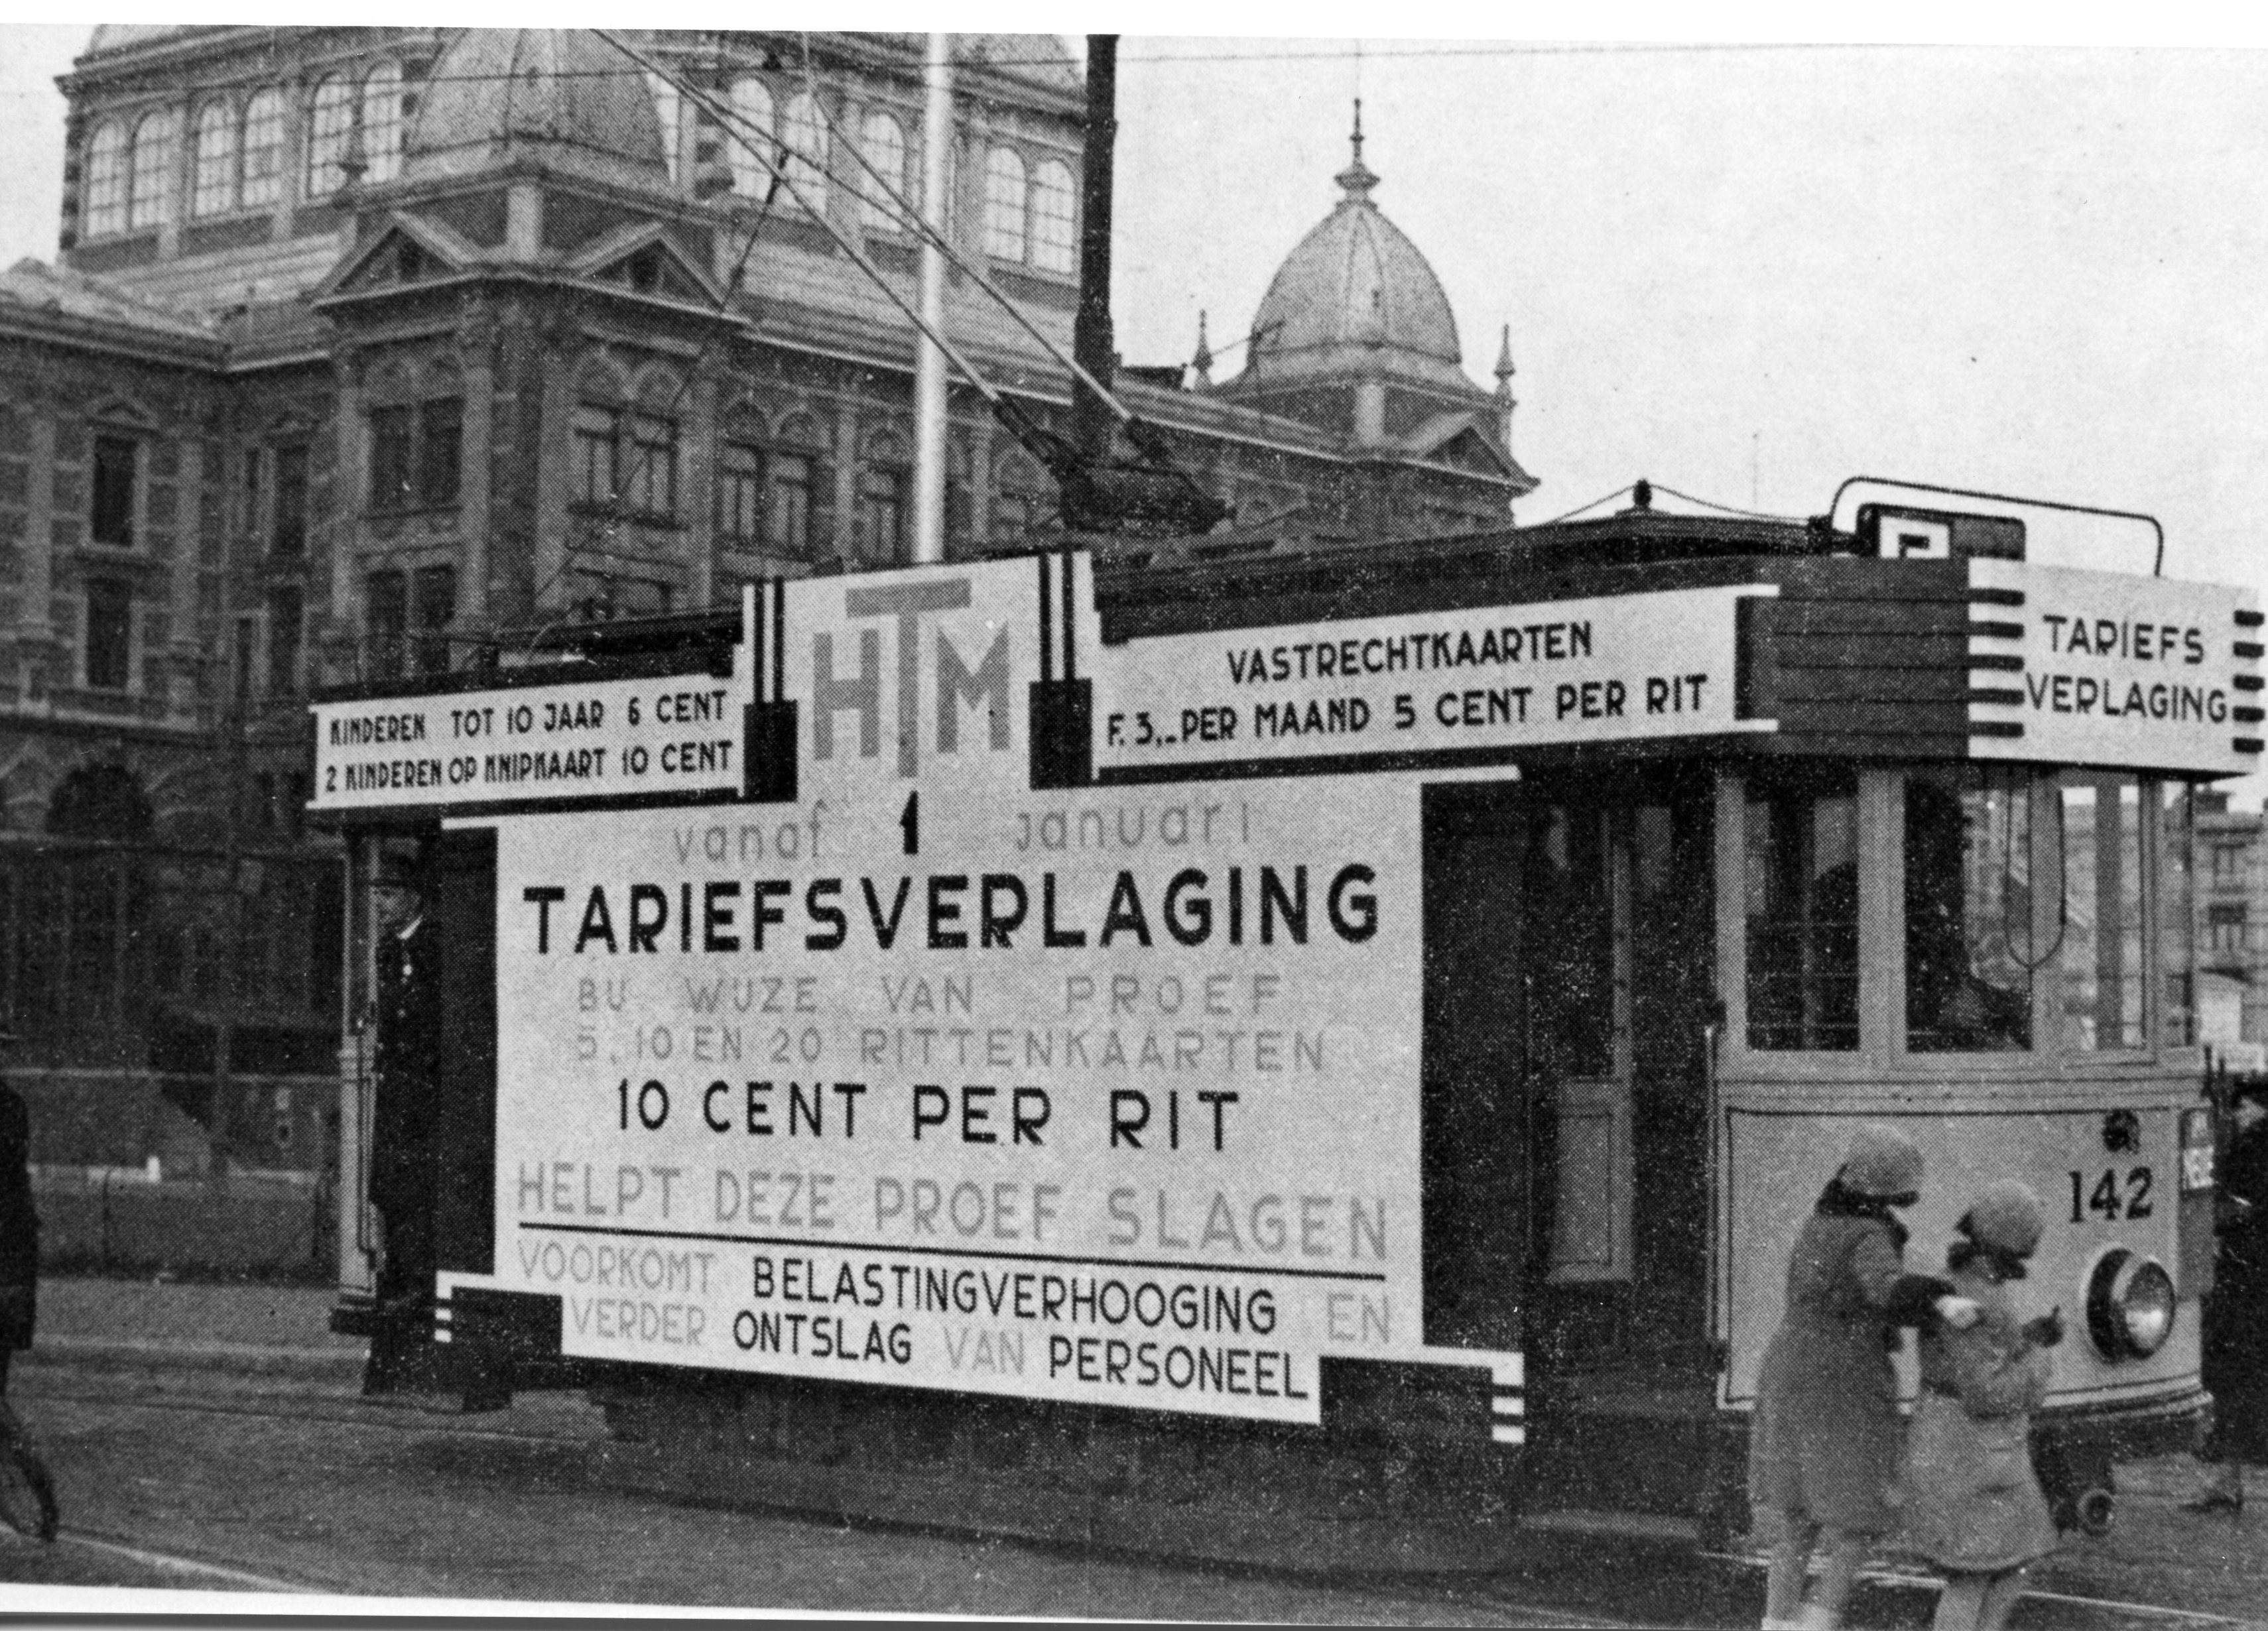 KINDEREN TOT 10 JAAR 6 CENT
2 KINDEREN OP KNIPKAART 10 CENT
HTM
VASTRECHTKAARTEN
F. 3,- PER MAAND 5 CENT PER RIT
TARIEFS
VERLAGING
vanaf 1 januari
TARIEFSVERLAGING
BIJ WIJZE VAN PROEF
5, 10 EN 20 RITTENKAARTEN
10 CENT PER RIT
HELPT DEZE PROEF SLAGEN
VOORKOMT BELASTINGVERHOOGING EN
VERDER ONTSLAG VAN PERSONEEL
142